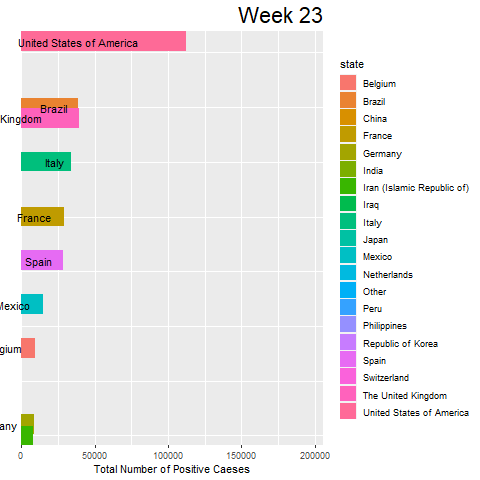 Week 23
United States of America
Brazil
Kingdom
Italy
France
Spain
Mexico
gium
any
0 50000 100000 150000 200000
Total Number of Positive Caeses
state
Belgium
Brazil
China
France
Germany
India
Iran (Islamic Republic of)
Iraq
Italy
Japan
Mexico
Netherlands
Other
Peru
Philippines
Republic of Korea
Spain
Switzerland
The United Kingdom
United States of America